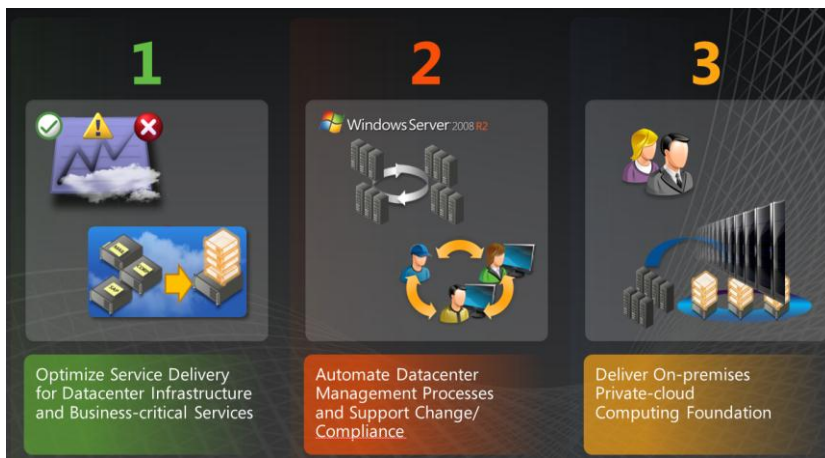 1
2
3
Windows Server 2008 R2
Optimize Service Delivery
for Datacenter Infrastructure
and Business-critical Services
Automate Datacenter
Management Processes
and Support Change/
Compliance
Deliver On-premises
Private-cloud
Computing Foundation